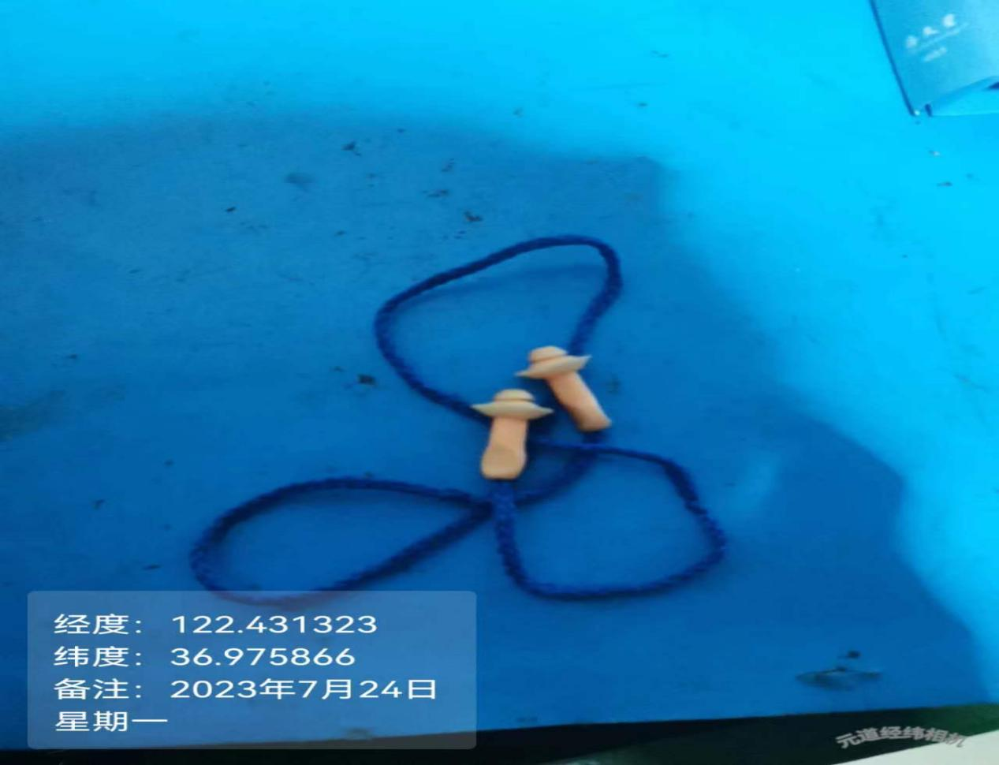 经度： 122.431323
纬度： 36.975866
备注： 2023年7月24日
星期一
元道经纬相机